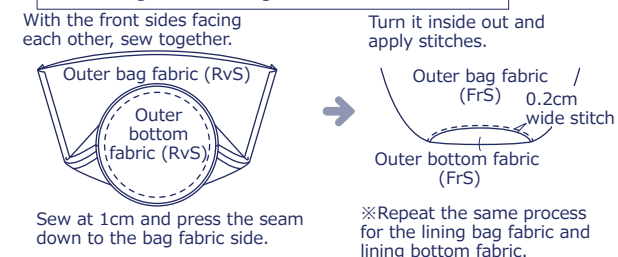 With the front sides facing
each other, sew together.
Outer bag fabric (RvS)
Outer
bottom
fabric (RvS)
Sew at 1cm and press the seam
down to the bag fabric side.
Turn it inside out and
apply stitches.
Outer bag fabric
(FrS)
0.2cm
wide stitch
Outer bottom fabric
(FrS)
※Repeat the same process
for the lining bag fabric and
lining bottom fabric.